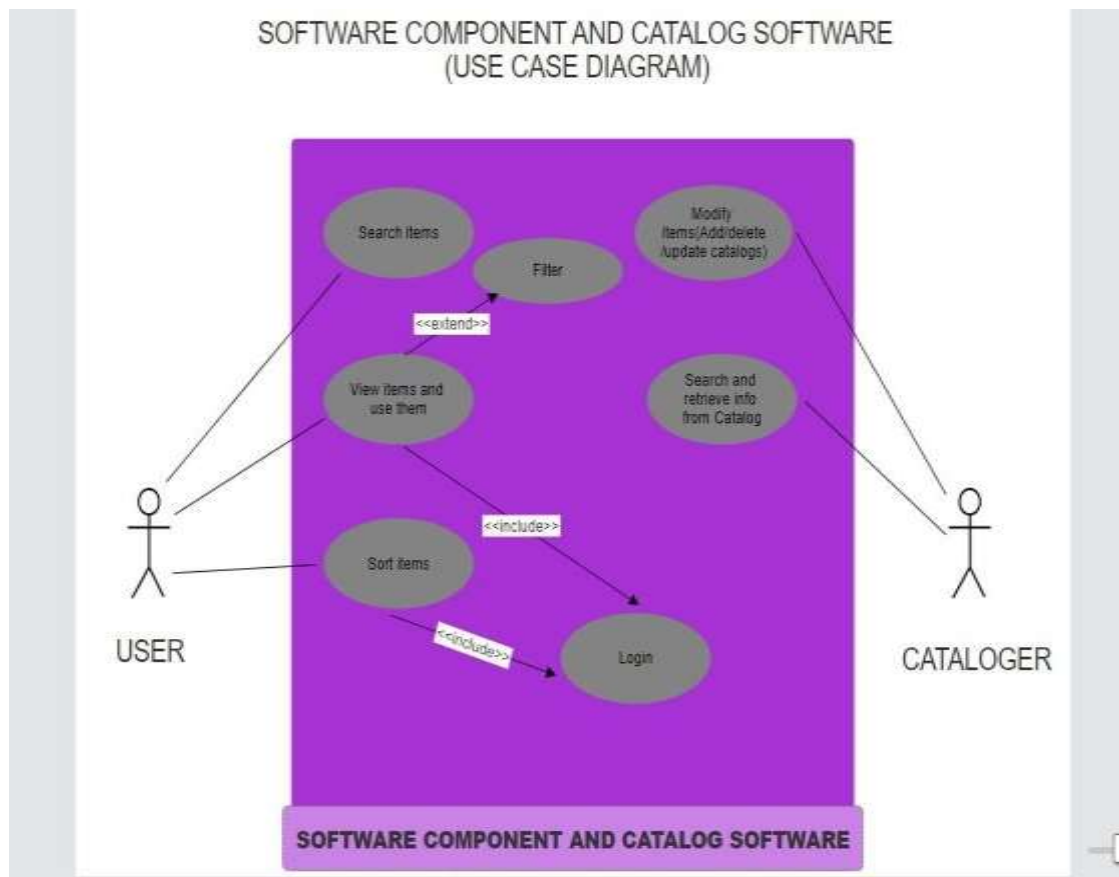 SOFTWARE COMPONENT AND CATALOG SOFTWARE
(USE CASE DIAGRAM)
Search items
Modify
items(Add/delete
/update catalogs)
Filter
<<extend>>
View items and
use them
Search and
retrieve info
from Catalog
<<include>>
Sort items
<<include>>
Login
USER
CATALOGER
SOFTWARE COMPONENT AND CATALOG SOFTWARE